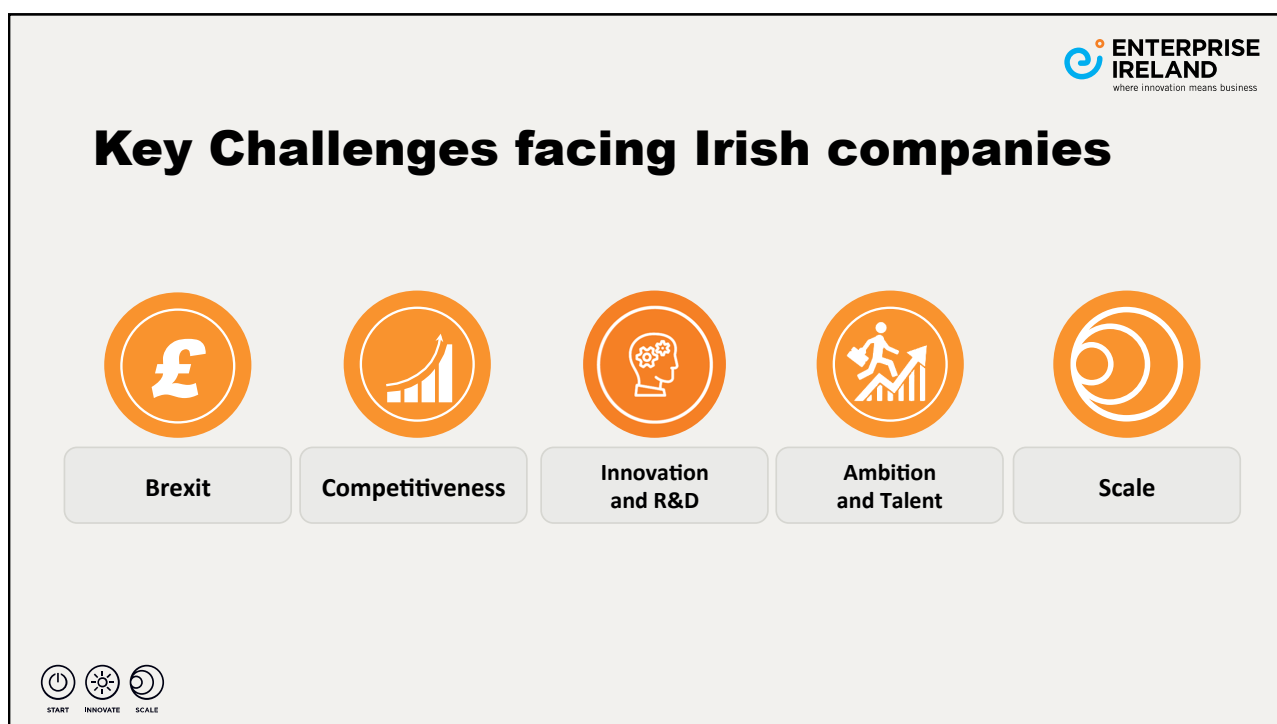 ENTERPRISE
IRELAND
where innovation means business
Key Challenges facing Irish companies
£
Brexit
Competitiveness
Innovation
and R&D
Ambition
and Talent
Scale
START INNOVATE SCALE